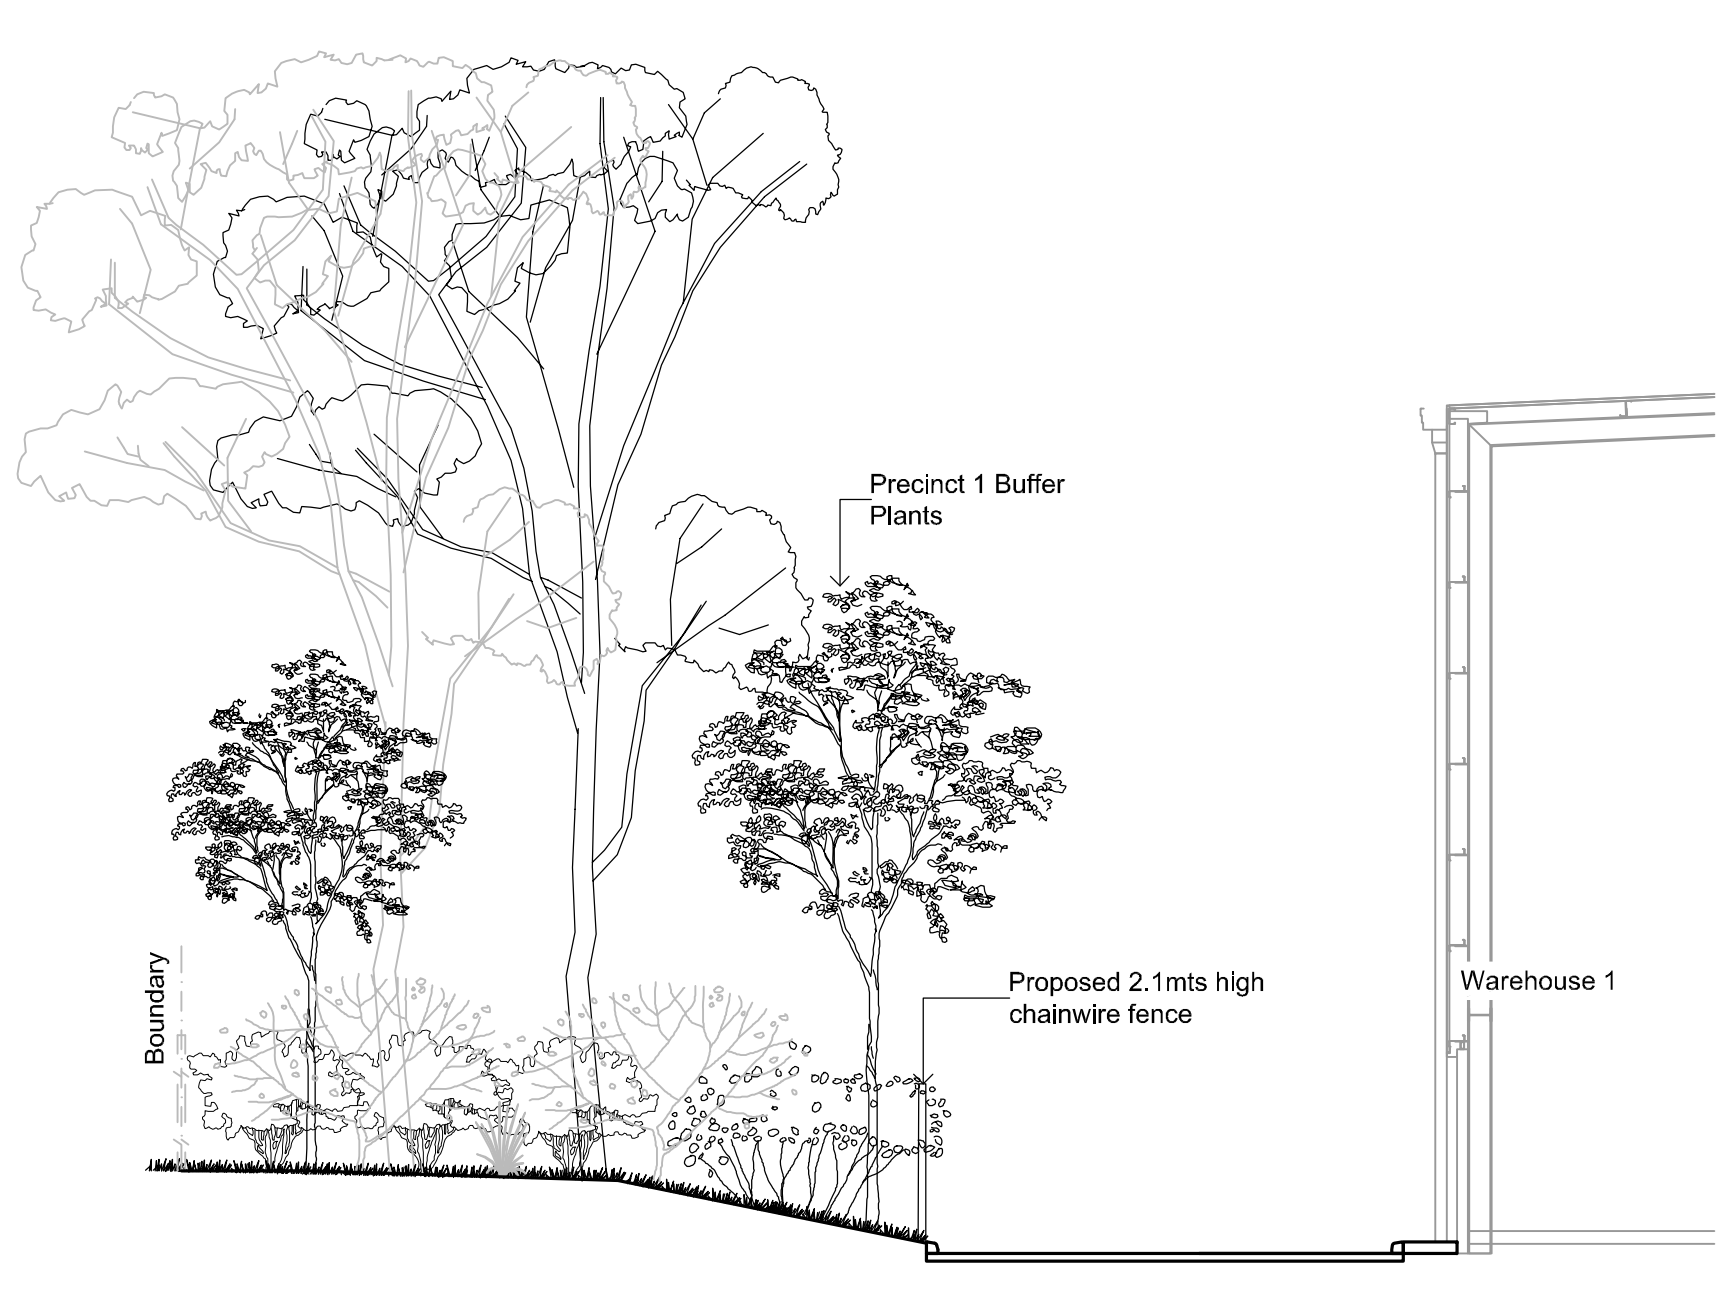 Precinct 1 Buffer
Plants
Boundary
Proposed 2.1mts high
chainwire fence
Warehouse 1